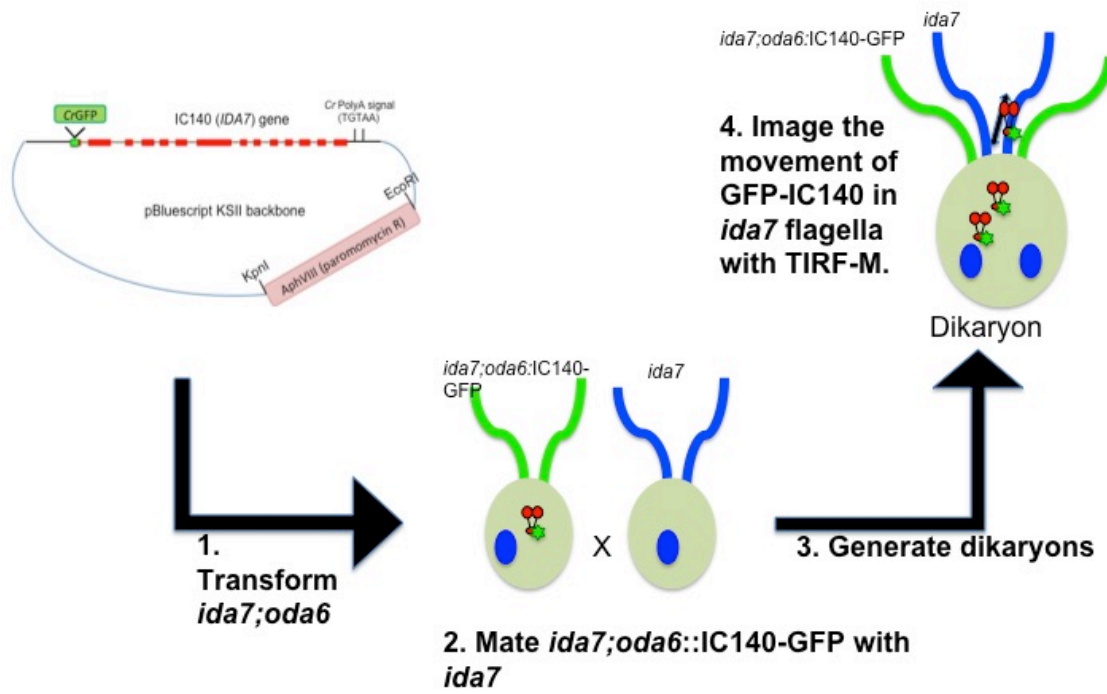 CrGFP
IC140 (IDA7) gene
Cr PolyA signal
(TGTAA)
pBluescript KSII backbone
EcoRI
KpnI
AphVIII (paromomycin R)
1.
Transform
ida7;oda6
ida7;oda6:IC140-
GFP
ida7
X
2. Mate ida7;oda6::IC140-GFP with
ida7
3. Generate dikaryons
ida7;oda6:IC140-GFP
ida7
4. Image the
movement of
GFP-IC140 in
ida7 flagella
with TIRF-M.
Dikaryon